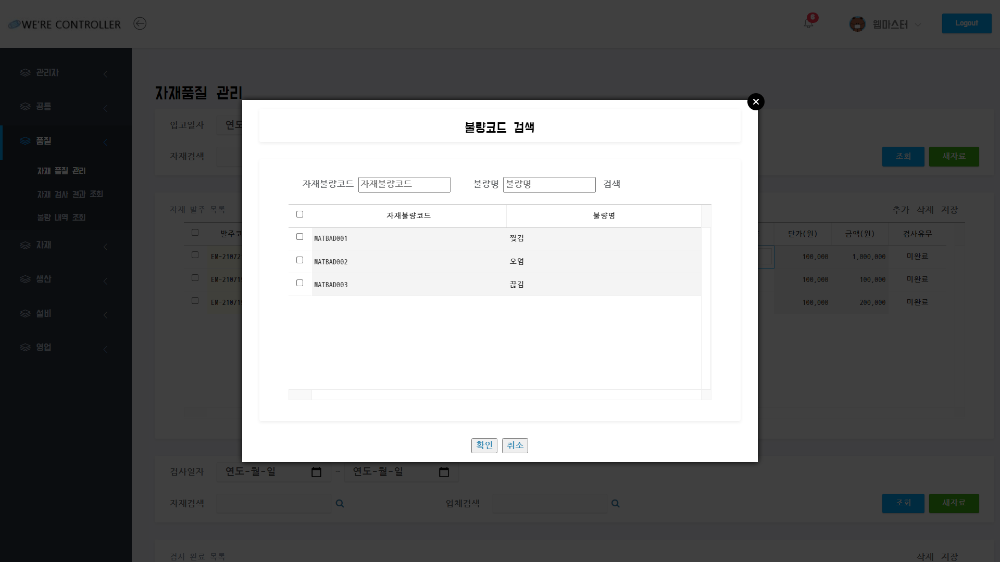 WE'RE CONTROLLER
6
웹마스터
Logout
관리자
공통
품질
자재 품질 관리
자재 검사 결과 조회
불량 내역 조회
자재
생산
설비
영업
자재품질 관리
입고일자 연도
자재검색
조회 새자료
자재 발주 목록
추가 삭제 저장
발주코 단가(원) 금액(원) 검사유무
EM-21072 100,000 1,000,000 미완료
EM-21071 100,000 100,000 미완료
EM-21071 100,000 200,000 미완료
불량코드 검색
자재불량코드 자재불량코드 불량명 불량명 검색
자재불량코드 불량명
MATBAD001 찢김
MATBAD002 오염
MATBAD003 끊김
확인 취소
검사일자 연도-월-일 ~ 연도-월-일
자재검색 업체검색 조회 새자료
검사 완료 목록 삭제 저장